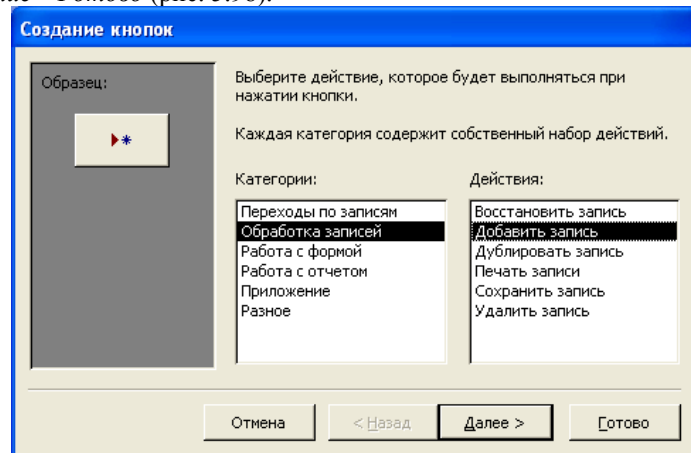 Создание кнопок
Образец:
Выберите действие, которое будет выполняться при
нажатии кнопки.
Каждая категория содержит собственный набор действий.
Категории:
Действия:
Переходы по записям
Обработка записей
Работа с формой
Работа с отчетом
Приложение
Разное
Восстановить запись
Добавить запись
Дублировать запись
Печать записи
Сохранить запись
Удалить запись
Отмена
< Назад
Далее >
Готово